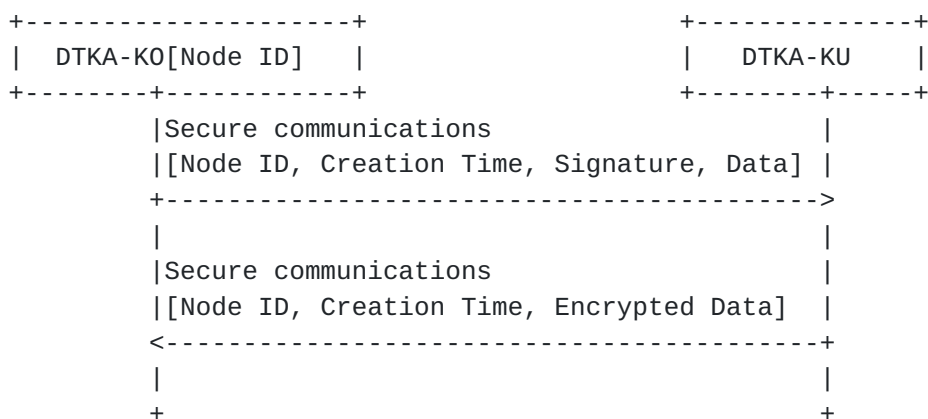 DTKA-KO[Node ID] DTKA-KU
Secure communications
[Node ID, Creation Time, Signature, Data]
Secure communications
[Node ID, Creation Time, Encrypted Data]